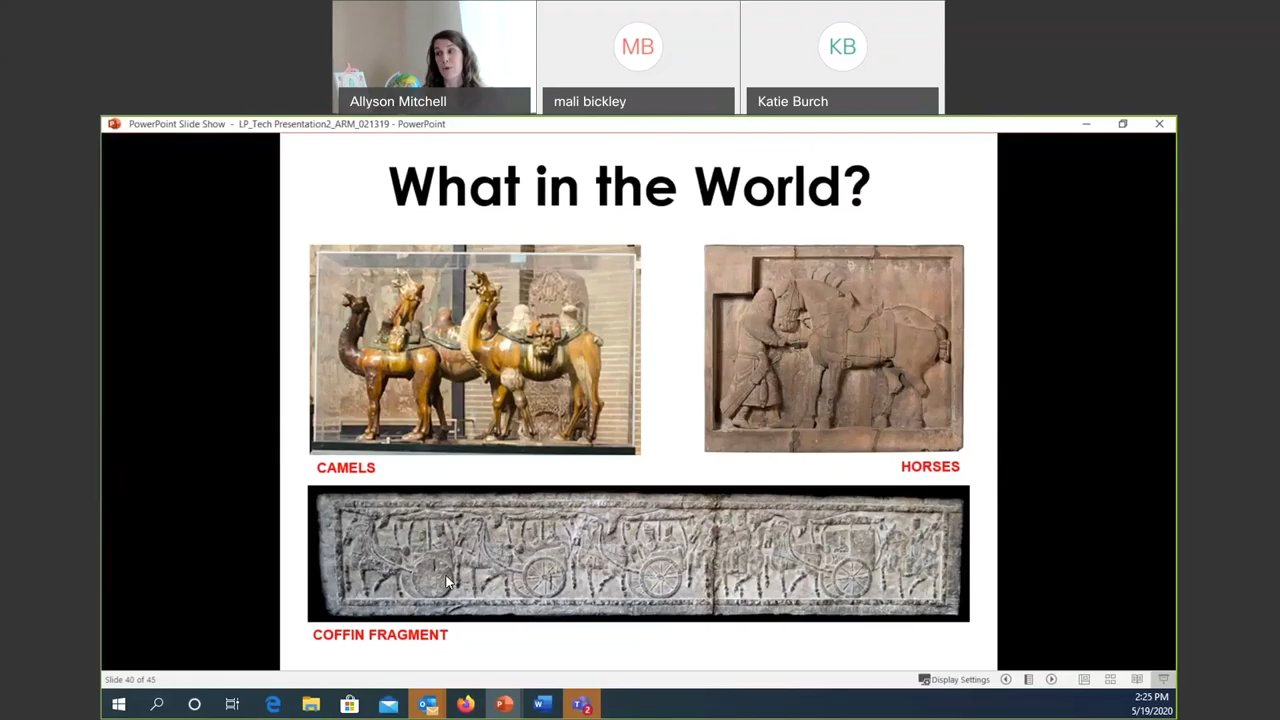 MB
KB
Allyson Mitchell
mali bickley
Katie Burch
PowerPoint Slide Show - LP_Tech Presentation2_ARM_021319 - PowerPoint
What in the World?
CAMELS
HORSES
COFFIN FRAGMENT
Slide 40 of 45
Display Settings
2:25 PM
5/19/2020